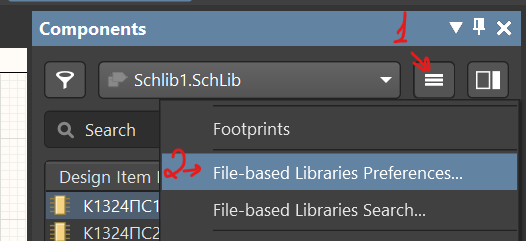 Components
1
Schlib1.SchLib
Search
Footprints
2
File-based Libraries Preferences...
Design Item
К1324ПС1
File-based Libraries Search...
К1324ПС2